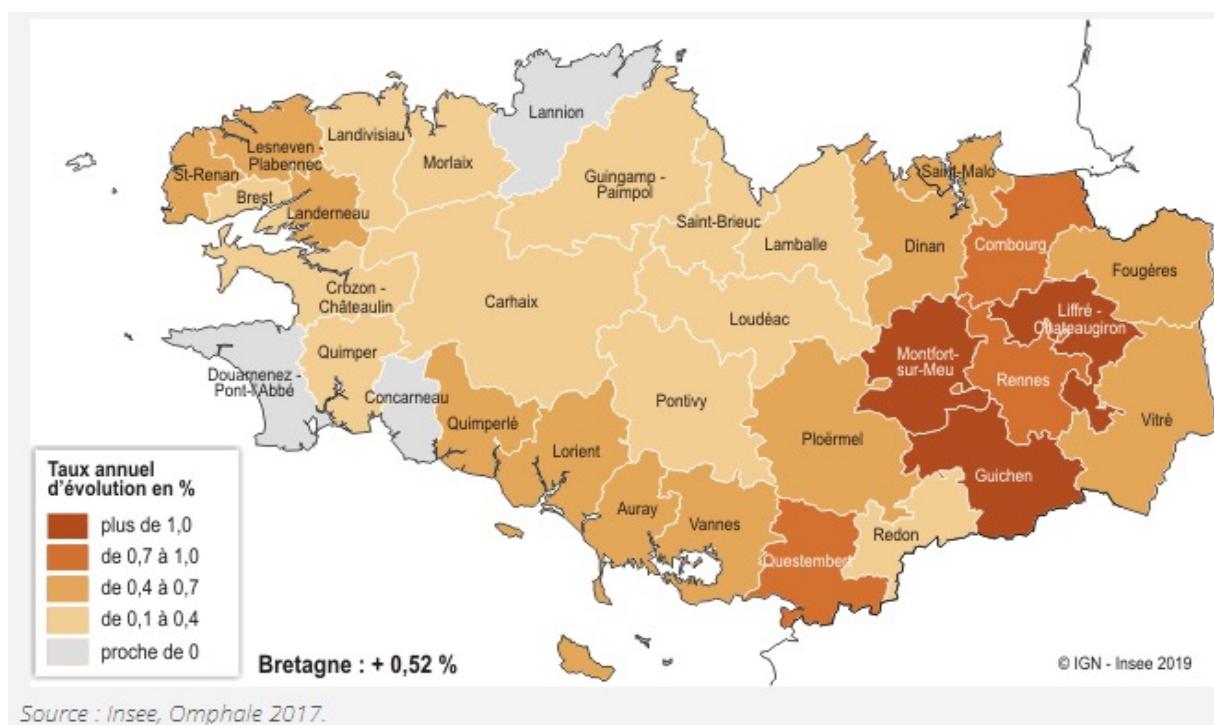 Lannion
Landivisiau
Lesneven -
Plabennec
Morlaix
St-Renan
Guingamp -
Paimpol
Saint-Malo
Brest
Landerneau
Saint-Brieuc
Lamballe
Dinan
Combourg
Fougères
Crozon -
Châteaulin
Carhaix
Loudéac
Liffré -
Chateaugiron
Quimper
Montfort-
sur-Meu
Rennes
Douarnenez -
Pont-l'Abbé
Concarneau
Pontivy
Quimperlé
Ploërmel
Vitré
Lorient
Guichen
Auray
Vannes
Redon
Questembert
Taux annuel
d'évolution en %
plus de 1,0
de 0,7 à 1,0
de 0,4 à 0,7
de 0,1 à 0,4
proche de 0
Bretagne : + 0,52 %
© IGN - Insee 2019
Source : Insee, Omphale 2017.